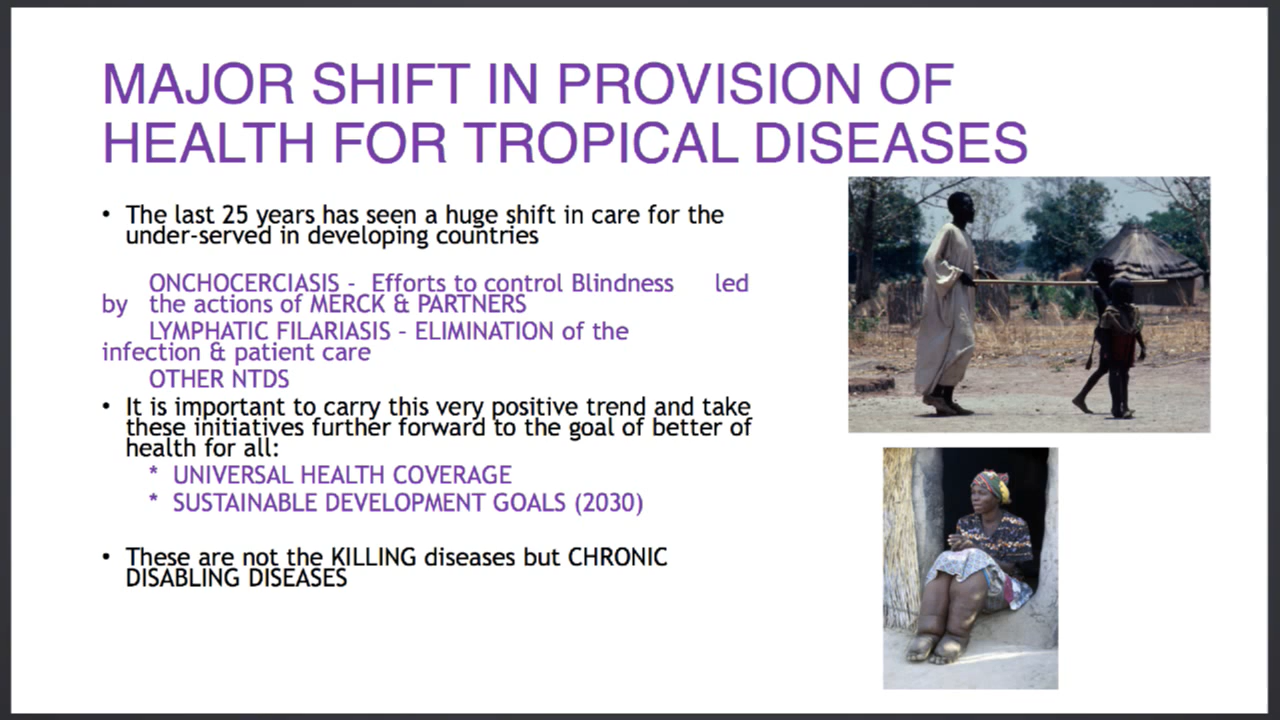 MAJOR SHIFT IN PROVISION OF
HEALTH FOR TROPICAL DISEASES
• The last 25 years has seen a huge shift in care for the
under-served in developing countries
ONCHOCERCIASIS - Efforts to control Blindness led
by the actions of MERCK & PARTNERS
LYMPHATIC FILARIASIS – ELIMINATION of the
infection & patient care
OTHER NTDS
• It is important to carry this very positive trend and take
these initiatives further forward to the goal of better of
health for all:
* UNIVERSAL HEALTH COVERAGE
* SUSTAINABLE DEVELOPMENT GOALS (2030)
• These are not the KILLING diseases but CHRONIC
DISABLING DISEASES